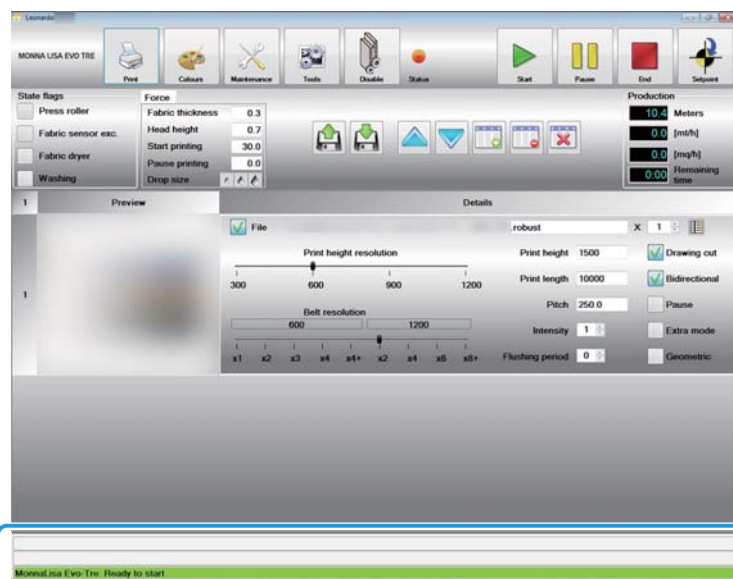 Leonardo
MONNA LISA EVO TRE
Print
Colours
Maintenance
Tools
Disable
Status
Start
Pause
End
Setpoint
State flags
Press roller
Fabric sensor exc.
Fabric dryer
Washing
Force
Fabric thickness 0.3
Head height 0.7
Start printing 30.0
Pause printing 0.0
Drop size
Production
10.4 Meters
0.0 [mt/h]
0.0 [mq/h]
0:00 Remaining time
1 Preview Details
1
File .robust X 1
Print height resolution
300 600 900 1200
Belt resolution
600 1200
x1 x2 x3 x4 x4+ x2 x4 x6 x8+
Print height 1500
Print length 10000
Pitch 250.0
Intensity 1
Flushing period 0
Drawing cut
Bidirectional
Pause
Extra mode
Geometric
MonnaLisa Evo-Tre: Ready to start